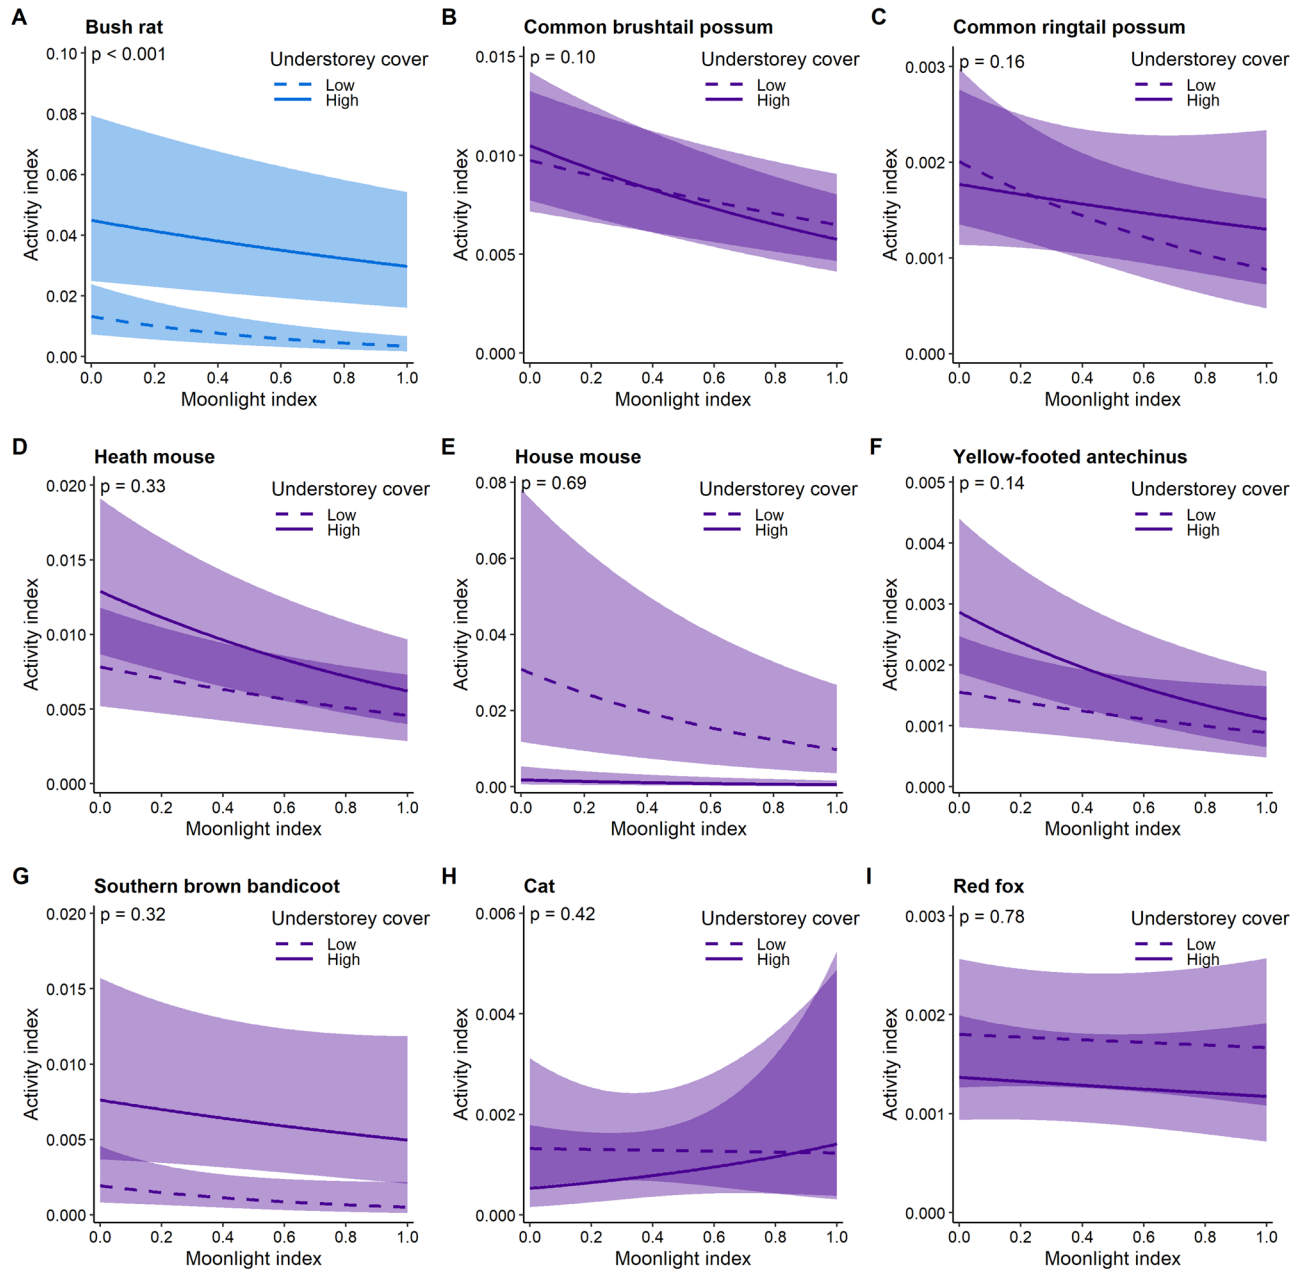 A
Bush rat
p < 0.001
Understorey cover
Low
High
0.10
0.08
0.06
0.04
0.02
0.00
Activity index
0.0 0.2 0.4 0.6 0.8 1.0
Moonlight index
B
Common brushtail possum
p = 0.10
Understorey cover
Low
High
0.015
0.010
0.005
0.000
Activity index
0.0 0.2 0.4 0.6 0.8 1.0
Moonlight index
C
Common ringtail possum
p = 0.16
Understorey cover
Low
High
0.003
0.002
0.001
0.000
Activity index
0.0 0.2 0.4 0.6 0.8 1.0
Moonlight index
D
Heath mouse
p = 0.33
Understorey cover
Low
High
0.020
0.015
0.010
0.005
0.000
Activity index
0.0 0.2 0.4 0.6 0.8 1.0
Moonlight index
E
House mouse
p = 0.69
Understorey cover
Low
High
0.08
0.06
0.04
0.02
0.00
Activity index
0.0 0.2 0.4 0.6 0.8 1.0
Moonlight index
F
Yellow-footed antechinus
p = 0.14
Understorey cover
Low
High
0.005
0.004
0.003
0.002
0.001
0.000
Activity index
0.0 0.2 0.4 0.6 0.8 1.0
Moonlight index
G
Southern brown bandicoot
p = 0.32
Understorey cover
Low
High
0.020
0.015
0.010
0.005
0.000
Activity index
0.0 0.2 0.4 0.6 0.8 1.0
Moonlight index
H
Cat
p = 0.42
Understorey cover
Low
High
0.006
0.004
0.002
0.000
Activity index
0.0 0.2 0.4 0.6 0.8 1.0
Moonlight index
I
Red fox
p = 0.78
Understorey cover
Low
High
0.003
0.002
0.001
0.000
Activity index
0.0 0.2 0.4 0.6 0.8 1.0
Moonlight index